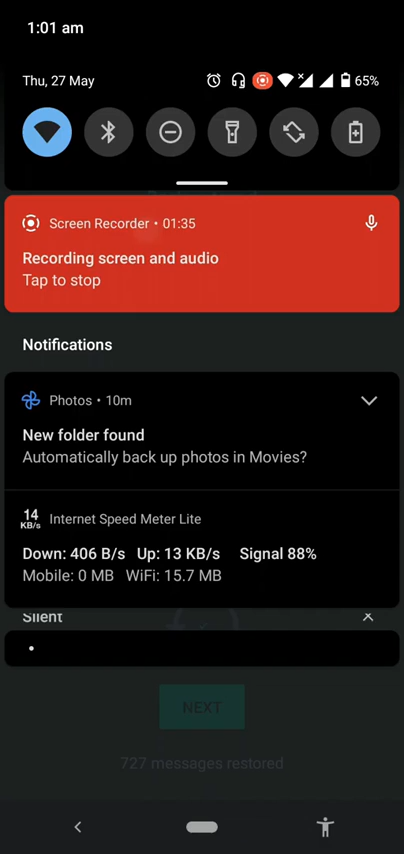 1:01 am
Thu, 27 May
65%
Screen Recorder • 01:35
Recording screen and audio
Tap to stop
Notifications
Photos • 10m
New folder found
Automatically back up photos in Movies?
14
KB/s
Internet Speed Meter Lite
Down: 406 B/s Up: 13 KB/s Signal 88%
Mobile: 0 MB WiFi: 15.7 MB
Silent
NEXT
727 messages restored